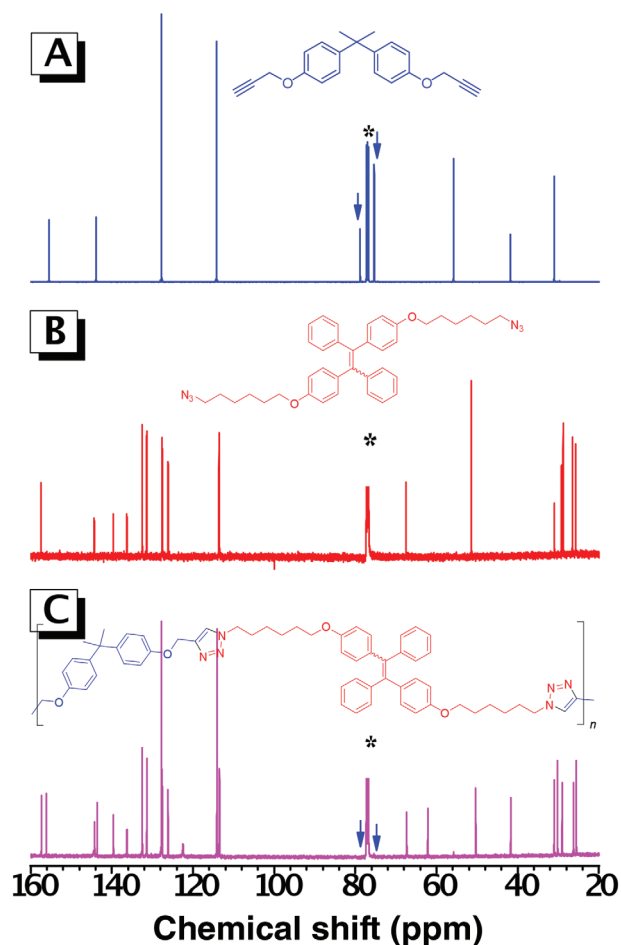 A
O
O
*
B
O
N₃
N₃
O
*
C
O
O
N
N=N
O
O
N=N
N
n
*
160 140 120 100 80 60 40 20
Chemical shift (ppm)